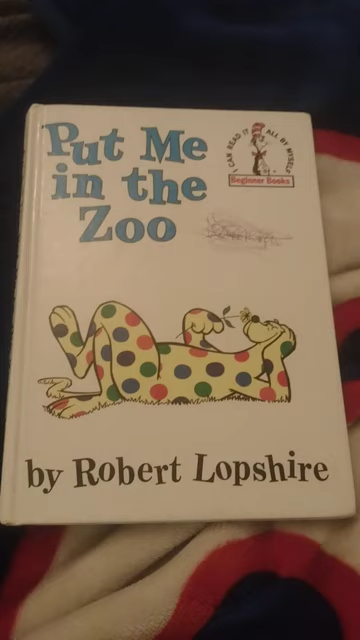 Put Me
in the
Zoo
I CAN READ IT ALL BY MYSELF
Beginner Books
by Robert Lopshire